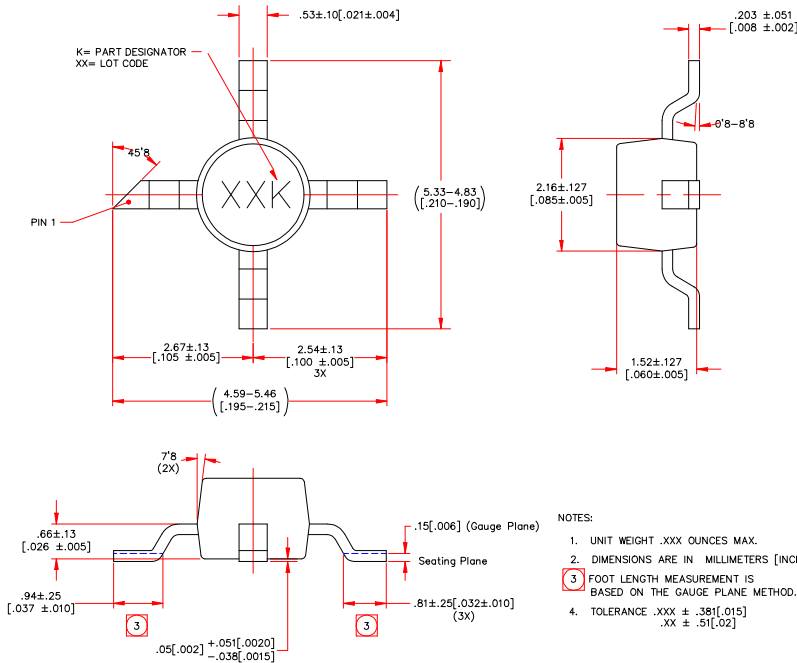 .53±.10[.021±.004]
.203 ±.051
[.008 ±.002]
K= PART DESIGNATOR
XX= LOT CODE
0'8-8'8
45'8
XXK
5.33-4.83
[.210-.190]
2.16±.127
[.085±.005]
PIN 1
2.67±.13
[.105 ±.005]
2.54±.13
[.100 ±.005]
3X
1.52±.127
[.060±.005]
4.59-5.46
[.195-.215]
7'8
(2X)
.66±.13
[.026 ±.005]
.15[.006] (Gauge Plane)
Seating Plane
.94±.25
[.037 ±.010]
.81±.25[.032±.010]
(3X)
3
3
.05[.002] +.051[.0020]
-.038[.0015]
NOTES:
1. UNIT WEIGHT .XXX OUNCES MAX.
2. DIMENSIONS ARE IN MILLIMETERS [INC
3 FOOT LENGTH MEASUREMENT IS
BASED ON THE GAUGE PLANE METHOD.
4. TOLERANCE .XXX ± .381[.015]
.XX ± .51[.02]